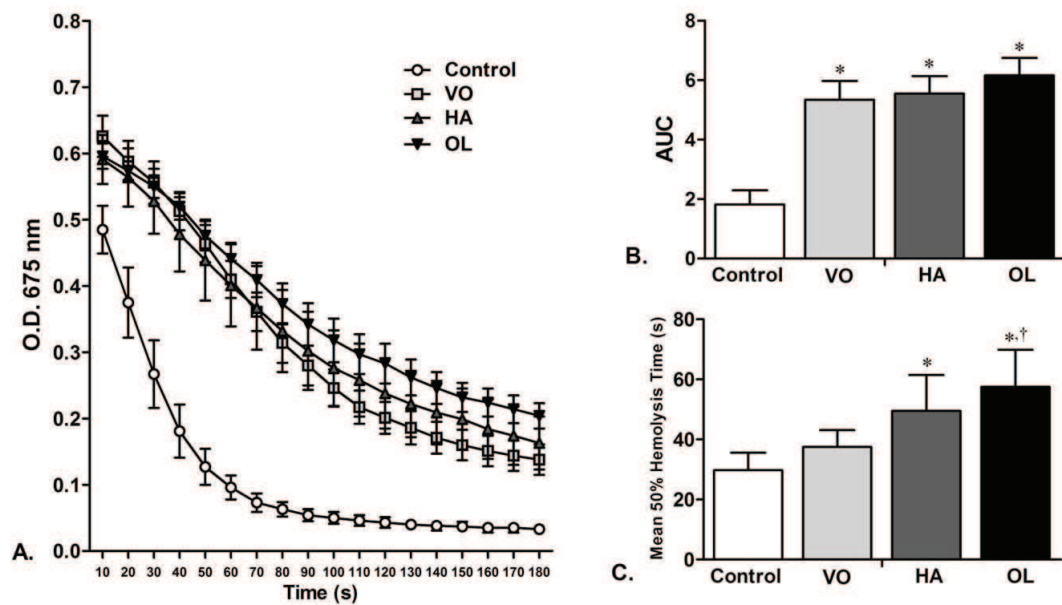 0.8
0.7
0.6
0.5
0.4
0.3
0.2
0.1
0.0
O.D. 675 nm
Control
VO
HA
OL
10 20 30 40 50 60 70 80 90 100 110 120 130 140 150 160 170 180
Time (s)
A.
8
6
4
2
0
AUC
* * *
Control VO HA OL
B.
80
60
40
20
0
Mean 50% Hemolysis Time (s)
* *,†
Control VO HA OL
C.